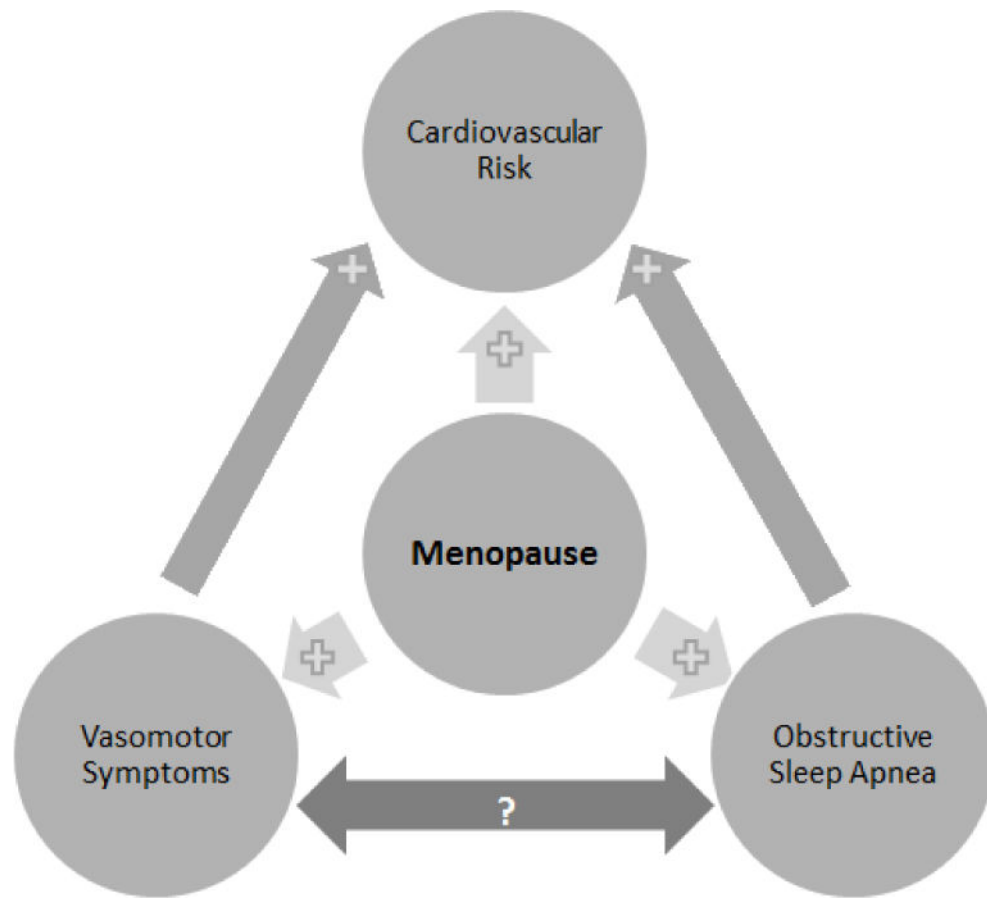 Cardiovascular
Risk
+
+
+
Menopause
+
+
Vasomotor
Symptoms
Obstructive
Sleep Apnea
?